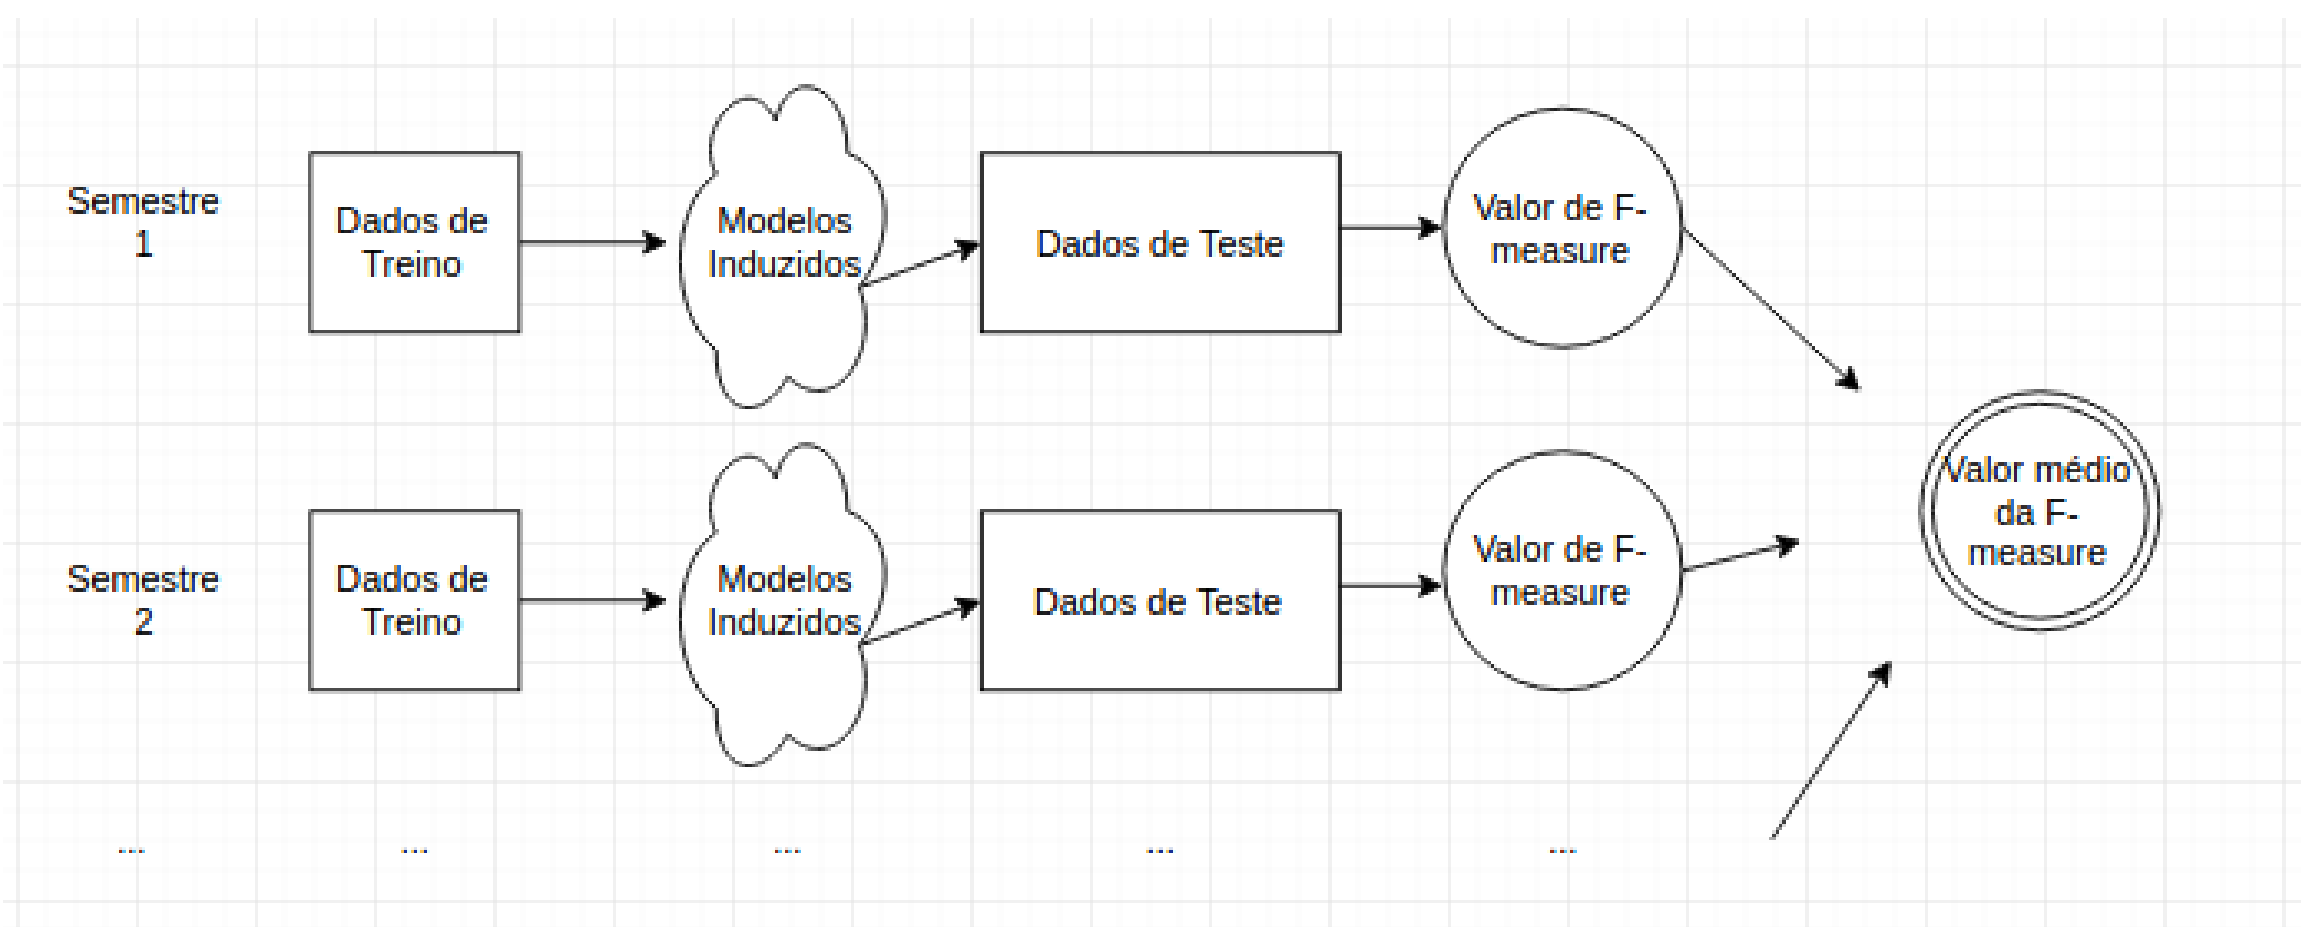 Semestre
1
Dados de
Treino
Modelos
Induzidos
Dados de Teste
Valor de F-
measure
Semestre
2
Dados de
Treino
Modelos
Induzidos
Dados de Teste
Valor de F-
measure
Valor médio
da F-
measure
...
...
...
...
...